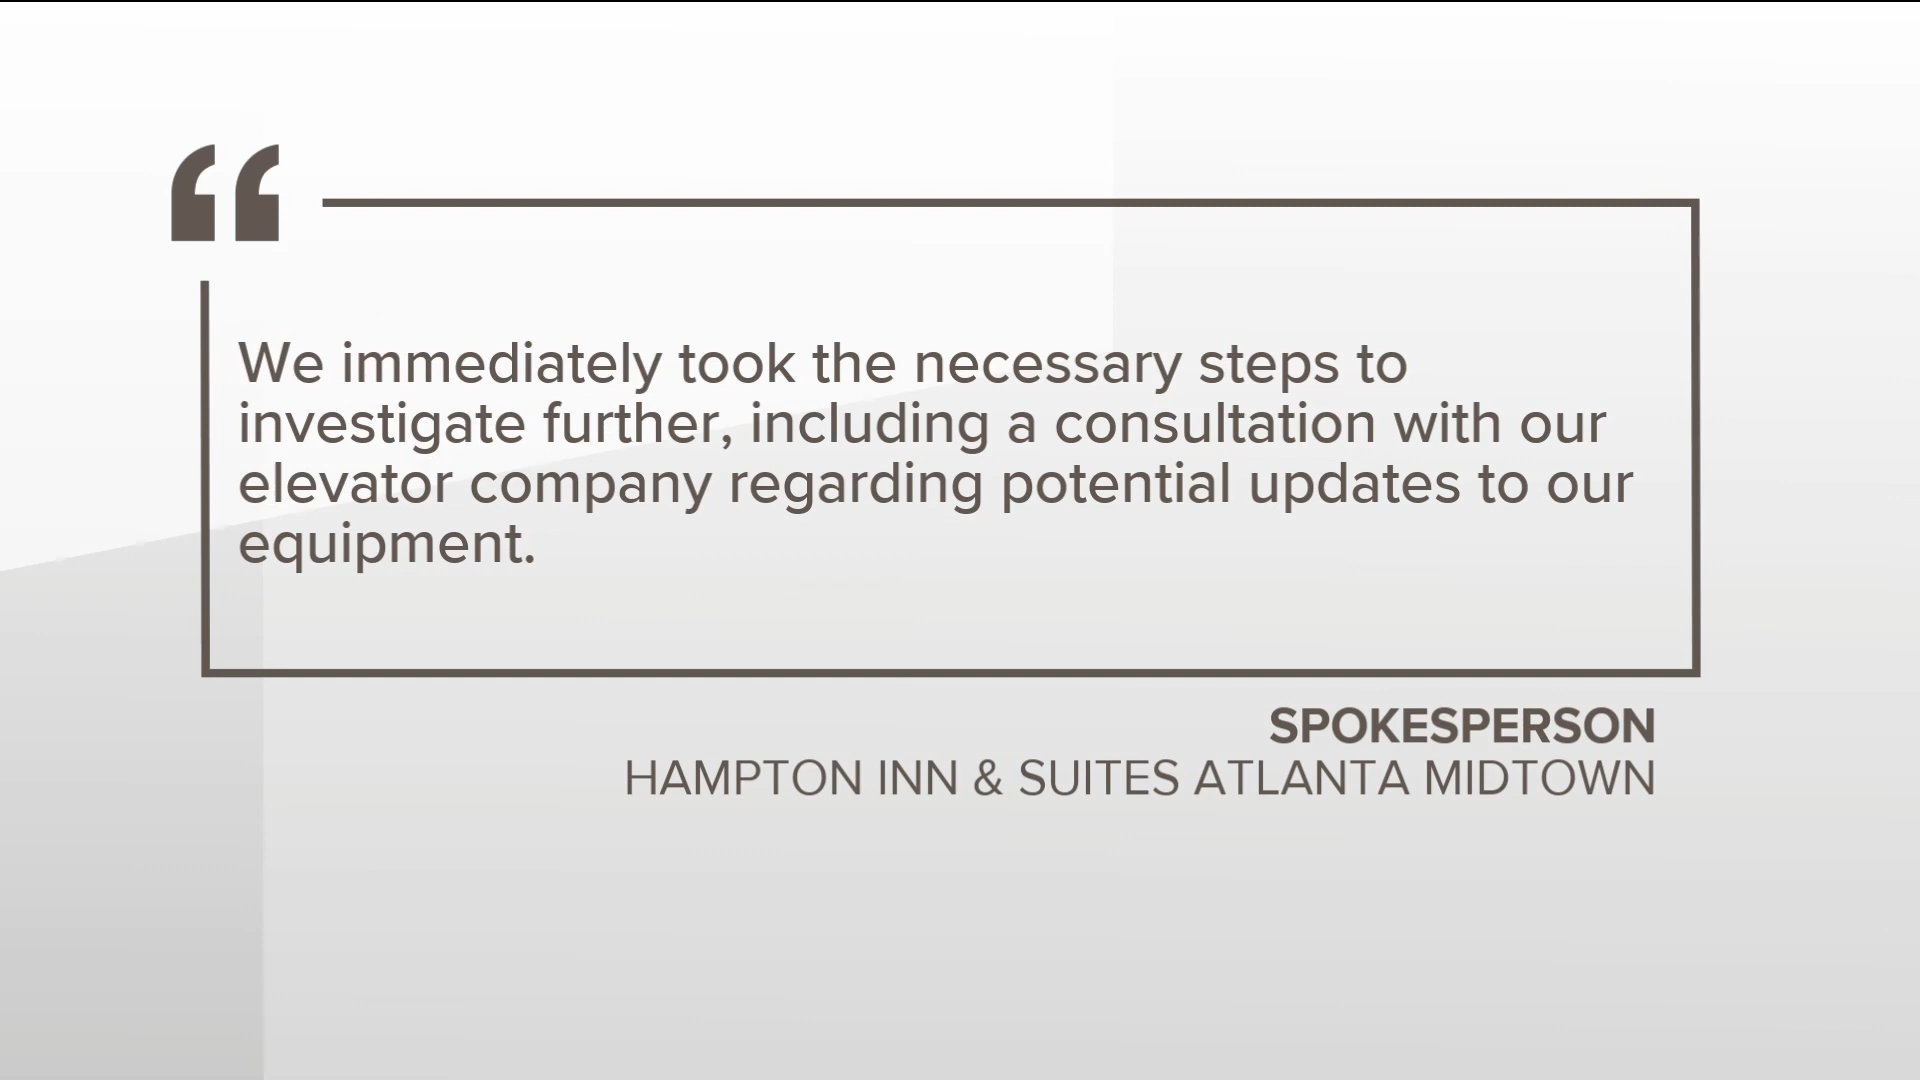 “
We immediately took the necessary steps to
investigate further, including a consultation with our
elevator company regarding potential updates to our
equipment.
SPOKESPERSON
HAMPTON INN & SUITES ATLANTA MIDTOWN